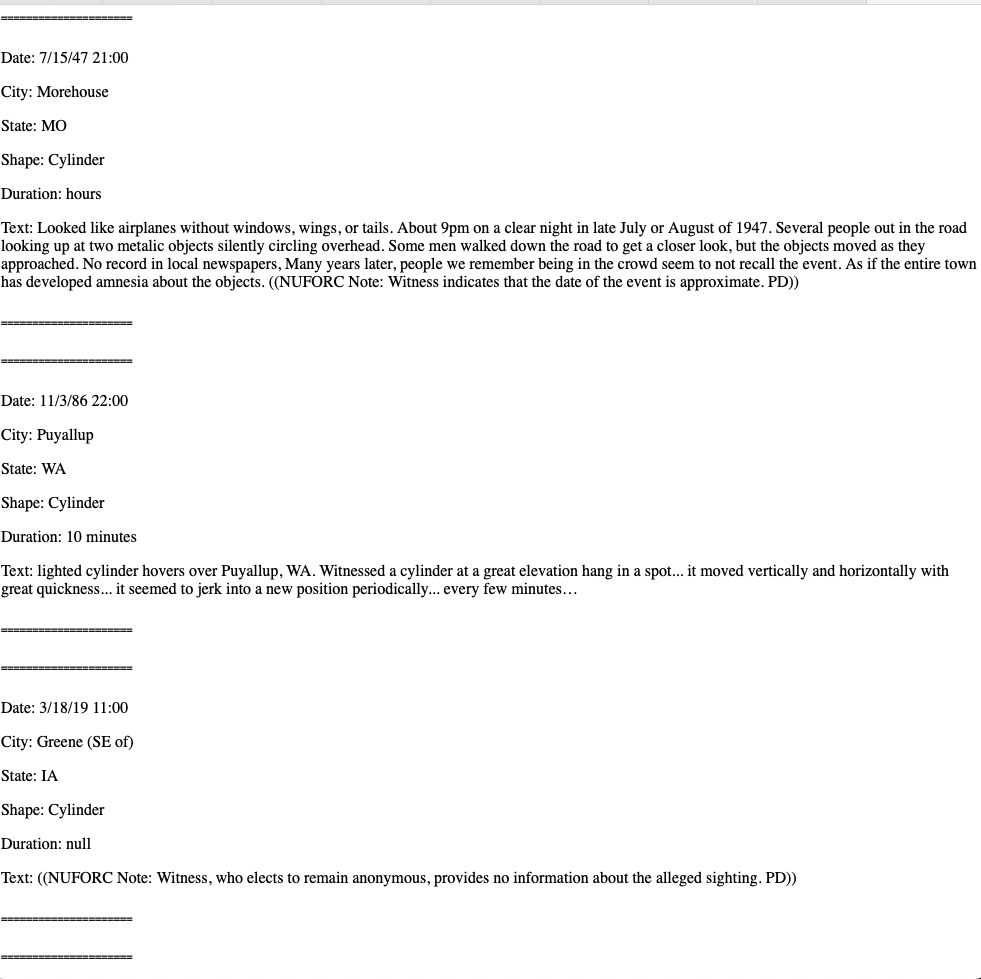 =====================
Date: 7/15/47 21:00
City: Morehouse
State: MO
Shape: Cylinder
Duration: hours
Text: Looked like airplanes without windows, wings, or tails. About 9pm on a clear night in late July or August of 1947. Several people out in the road
looking up at two metalic objects silently circling overhead. Some men walked down the road to get a closer look, but the objects moved as they
approached. No record in local newspapers, Many years later, people we remember being in the crowd seem to not recall the event. As if the entire town
has developed amnesia about the objects. ((NUFORC Note: Witness indicates that the date of the event is approximate. PD))
=====================
=====================
Date: 11/3/86 22:00
City: Puyallup
State: WA
Shape: Cylinder
Duration: 10 minutes
Text: lighted cylinder hovers over Puyallup, WA. Witnessed a cylinder at a great elevation hang in a spot... it moved vertically and horizontally with
great quickness... it seemed to jerk into a new position periodically... every few minutes…
=====================
=====================
Date: 3/18/19 11:00
City: Greene (SE of)
State: IA
Shape: Cylinder
Duration: null
Text: ((NUFORC Note: Witness, who elects to remain anonymous, provides no information about the alleged sighting. PD))
=====================
=====================